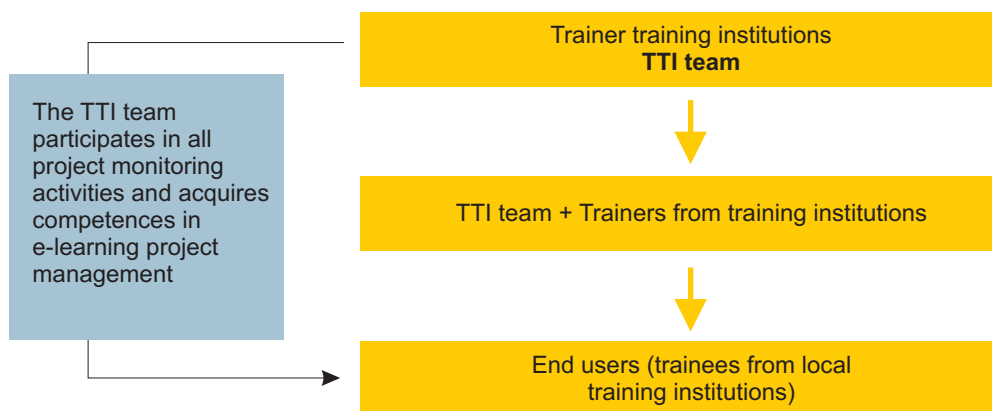 Trainer training institutions
TTI team
The TTI team
participates in all
project monitoring
activities and acquires
competences in
e-learning project
management
TTI team + Trainers from training institutions
End users (trainees from local
training institutions)